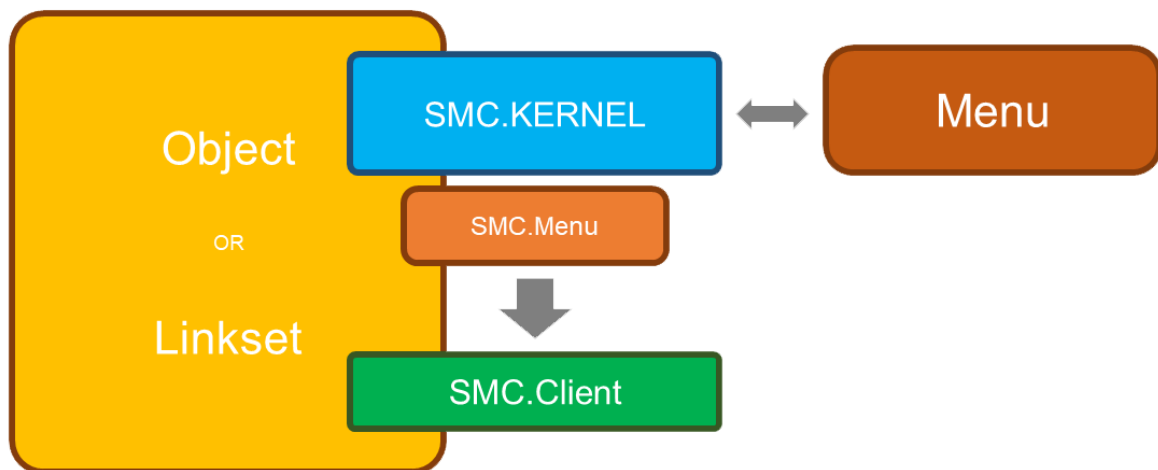 Object
OR
Linkset
SMC.KERNEL
SMC.Menu
SMC.Client
Menu